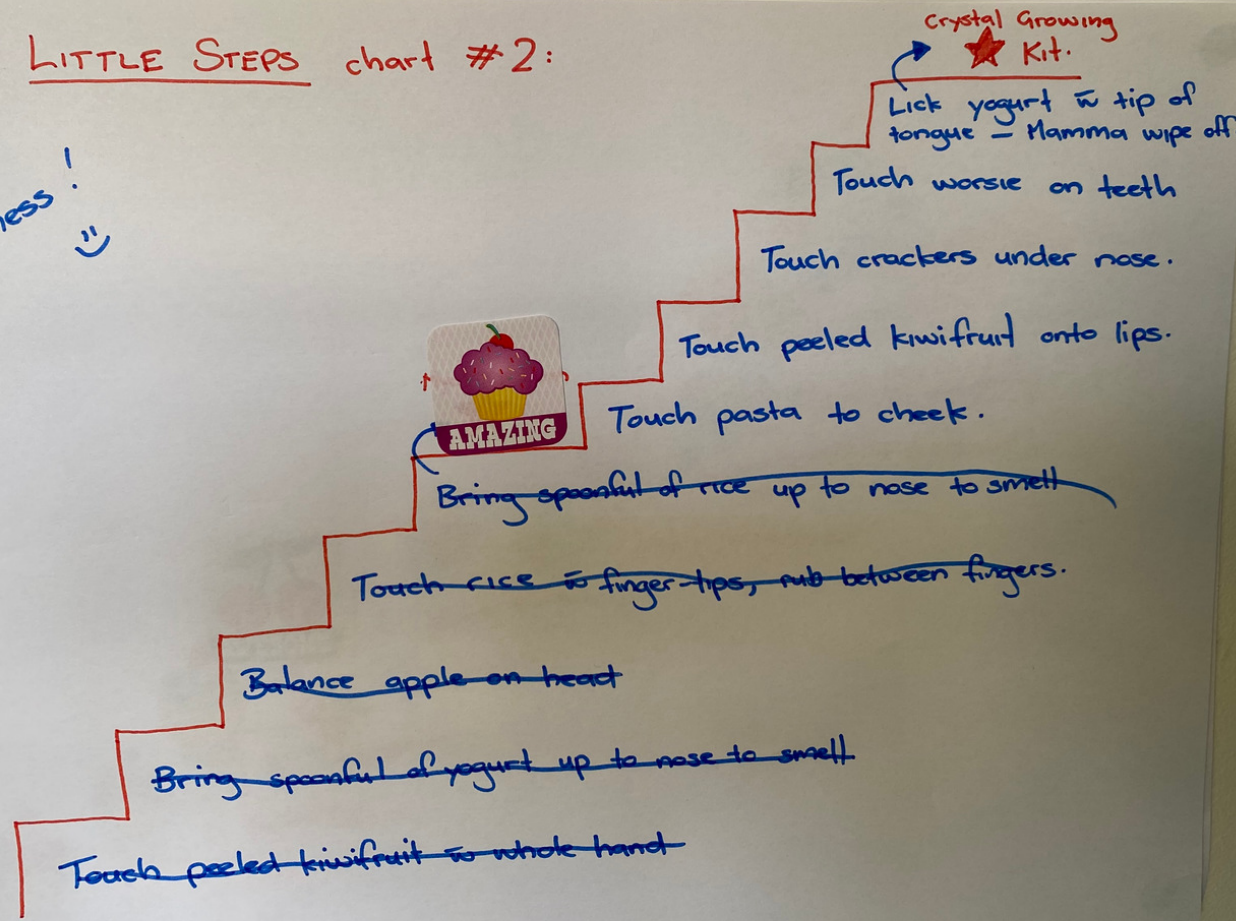 LITTLE STEPS chart #2:
Crystal Growing
Kit.
Lick yogurt w̄ tip of
tongue – Mamma wipe off
!
Touch worsie on teeth
Touch crackers under nose.
Touch peeled kiwifruit onto lips.
Touch pasta to cheek.
AMAZING
Bring spoonful of rice up to nose to smell
Touch rice w̄ finger-tips, rub between fingers.
Balance apple on head
Bring spoonful of yogurt up to nose to smell
Touch peeled kiwifruit w̄ whole hand